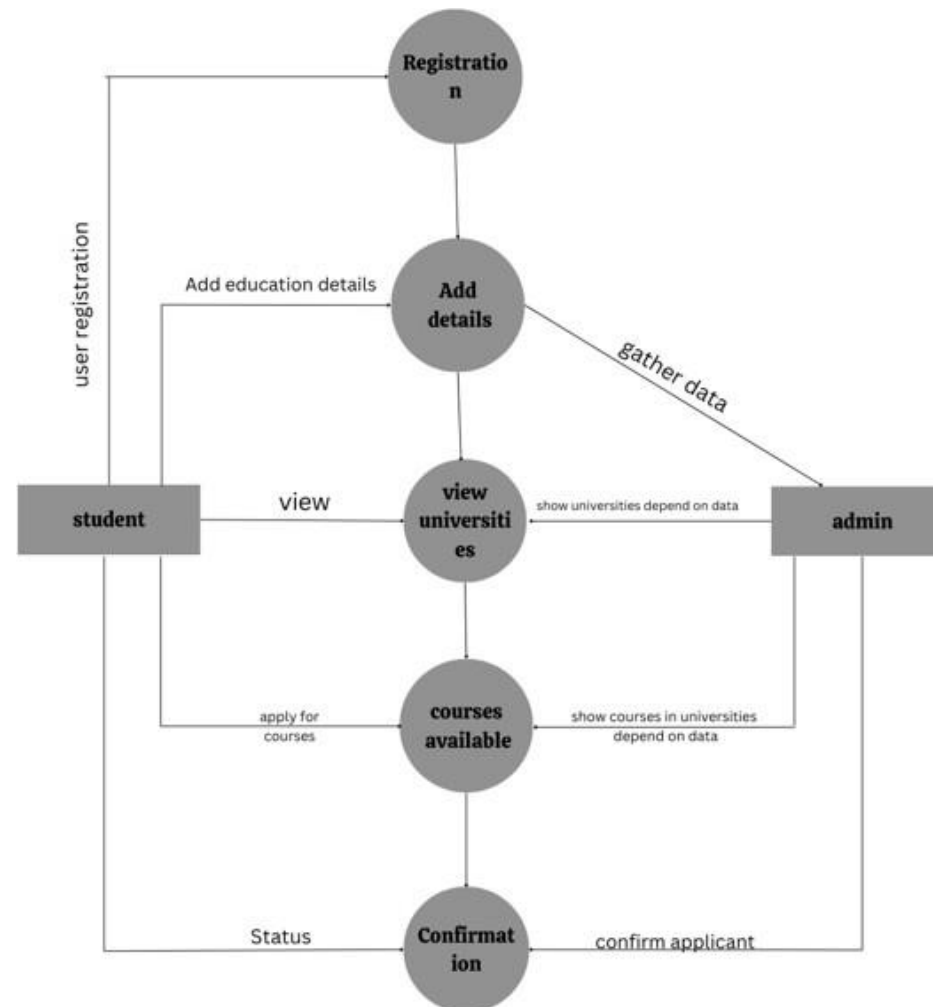 Registratio
n
user registration
Add education details
Add
details
gather data
student
view
view
universiti
es
show universities depend on data
admin
apply for
courses
courses
available
show courses in universities
depend on data
Status
Confirmat
ion
confirm applicant